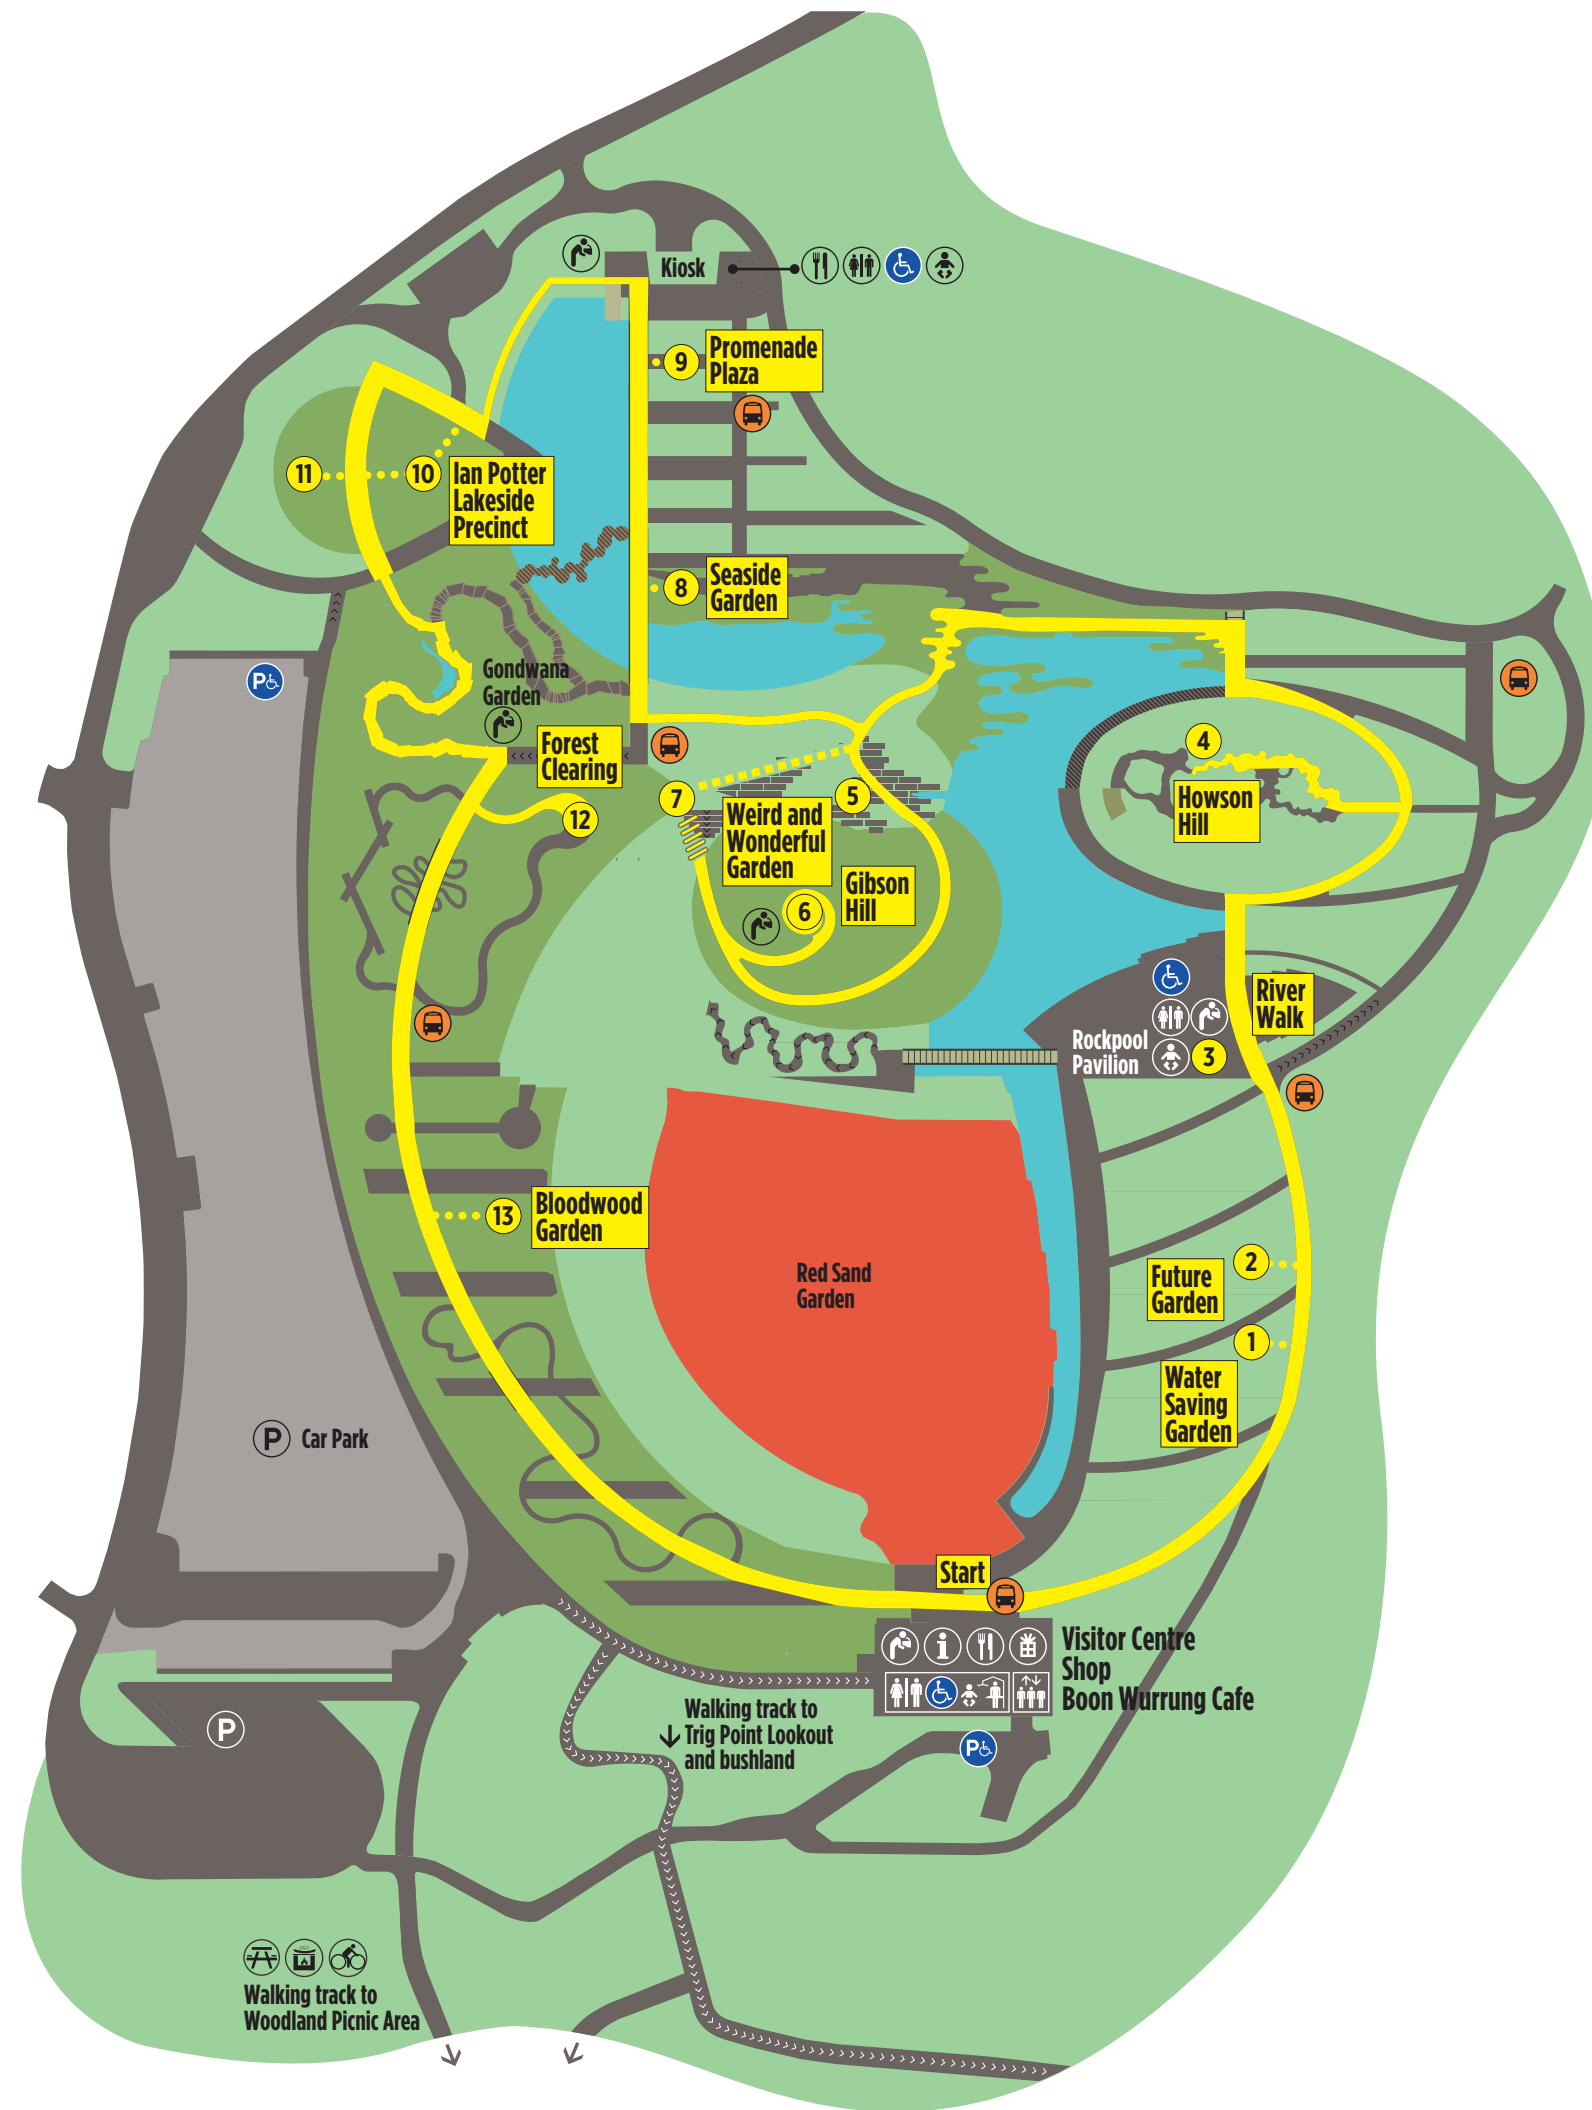 Kiosk
9
Promenade
Plaza
11
10
Ian Potter
Lakeside
Precinct
8
Seaside
Garden
P
Gondwana
Garden
Forest
Clearing
4
Howson
Hill
7
5
12
Weird and
Wonderful
Garden
Gibson
Hill
6
River
Walk
Rockpool
Pavilion
3
13
Bloodwood
Garden
Red Sand
Garden
2
Future
Garden
1
Water
Saving
Garden
P
Car Park
Start
i
Visitor Centre
Shop
Boon Wurrung Cafe
Walking track to
Trig Point Lookout
and bushland
P
P
Walking track to
Woodland Picnic Area